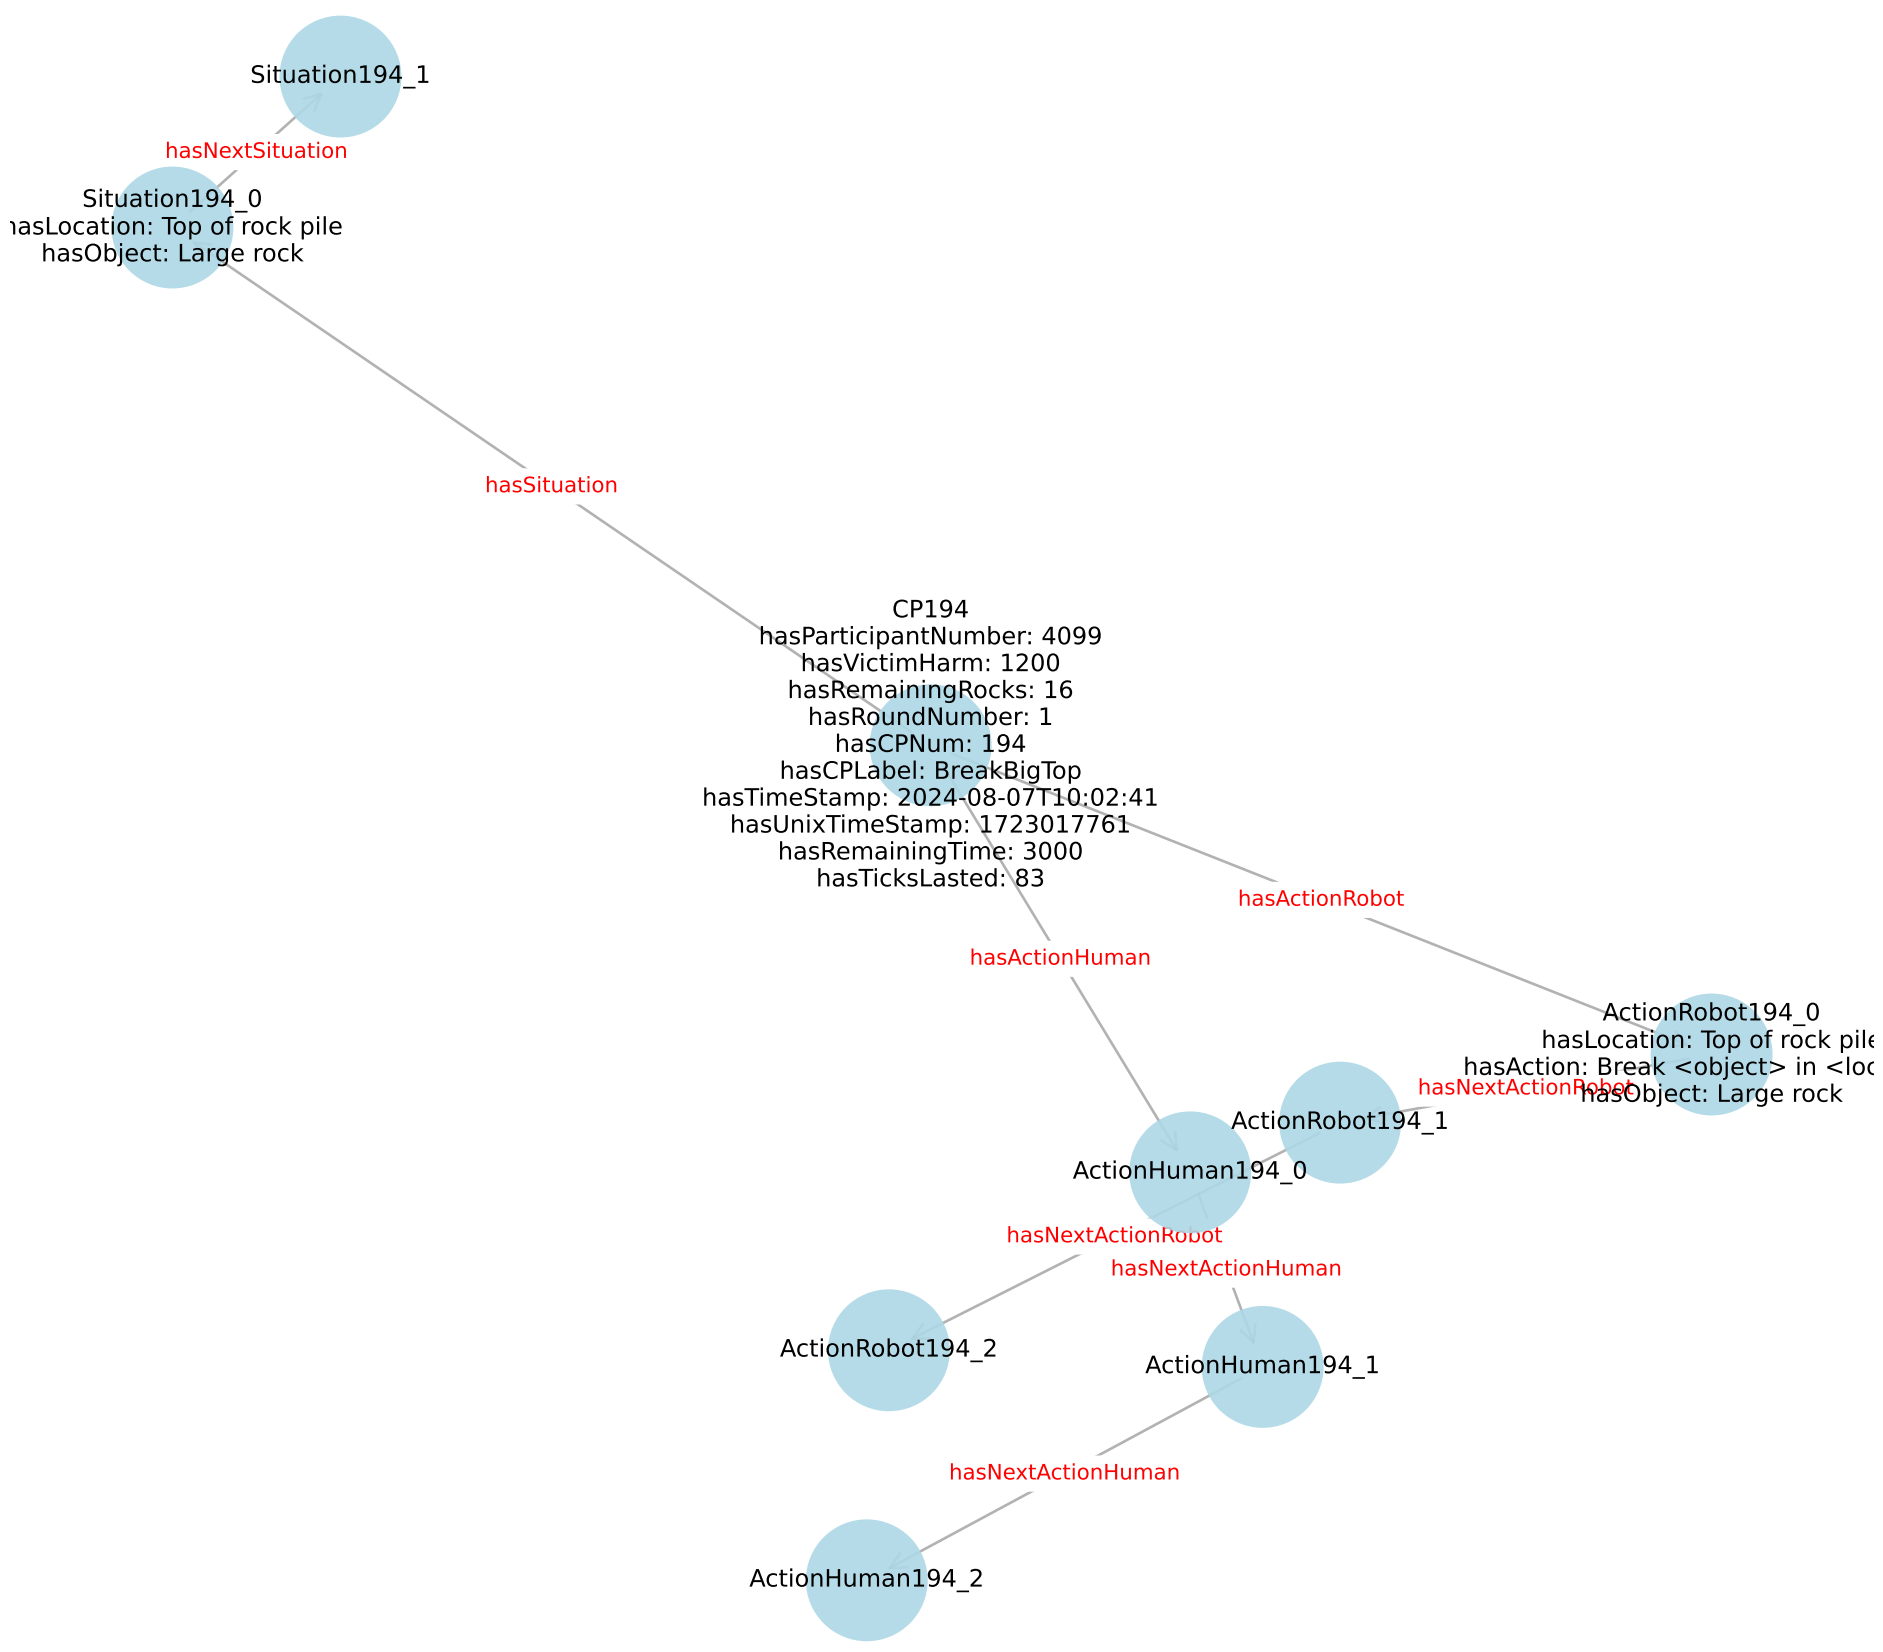 Situation194_1
hasNextSituation
Situation194_0
hasLocation: Top of rock pile
hasObject: Large rock
hasSituation
CP194
hasParticipantNumber: 4099
hasVictimHarm: 1200
hasRemainingRocks: 16
hasRoundNumber: 1
hasCPNum: 194
hasCPLabel: BreakBigTop
hasTimeStamp: 2024-08-07T10:02:41
hasUnixTimeStamp: 1723017761
hasRemainingTime: 3000
hasTicksLasted: 83
hasActionRobot
hasActionHuman
ActionRobot194_0
hasLocation: Top of rock pile
hasAction: Break <object> in <loc
hasNextActionRobot
hasObject: Large rock
ActionRobot194_1
ActionHuman194_0
hasNextActionRobot
hasNextActionHuman
ActionRobot194_2
ActionHuman194_1
hasNextActionHuman
ActionHuman194_2